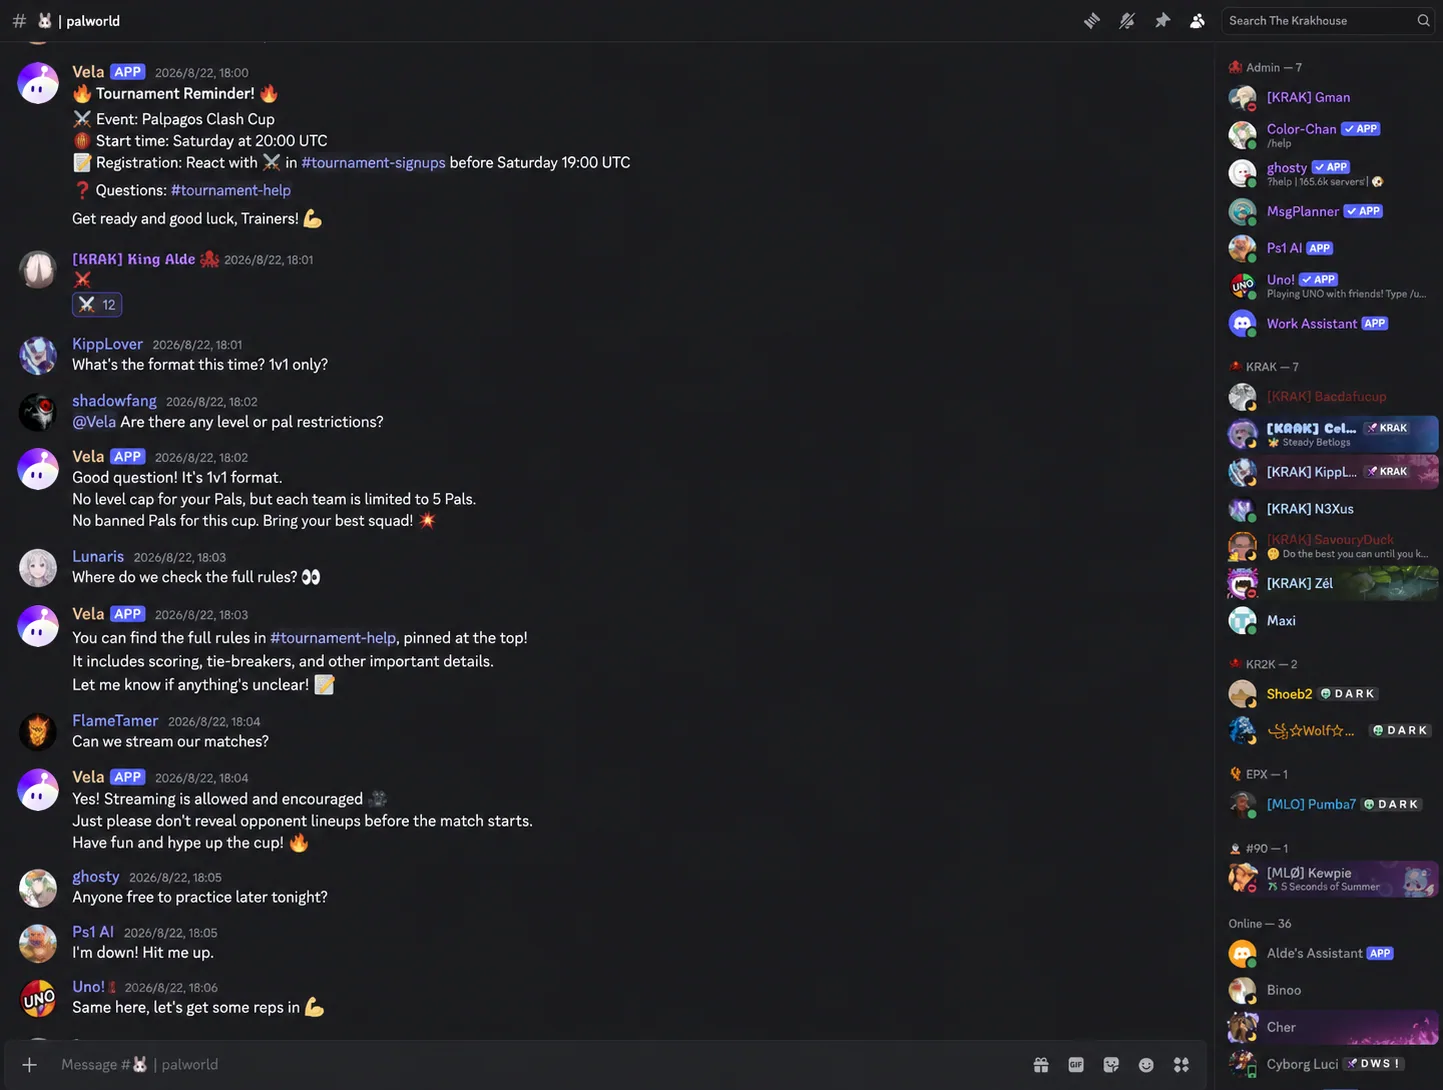 # 🐰 | palworld
Search The Krakhouse
Vela APP 2026/8/22, 18:00
🔥 Tournament Reminder! 🔥
⚔️ Event: Palpagos Clash Cup
Start time: Saturday at 20:00 UTC
📝 Registration: React with ⚔️ in #tournament-signups before Saturday 19:00 UTC
❓ Questions: #tournament-help
Get ready and good luck, Trainers! 💪
[KRAK] King Alde 🐙 2026/8/22, 18:01
⚔️
⚔️ 12
KippLover 2026/8/22, 18:01
What's the format this time? 1v1 only?
shadowfang 2026/8/22, 18:02
@Vela Are there any level or pal restrictions?
Vela APP 2026/8/22, 18:02
Good question! It's 1v1 format.
No level cap for your Pals, but each team is limited to 5 Pals.
No banned Pals for this cup. Bring your best squad! 💥
Lunaris 2026/8/22, 18:03
Where do we check the full rules? 👀
Vela APP 2026/8/22, 18:03
You can find the full rules in #tournament-help, pinned at the top!
It includes scoring, tie-breakers, and other important details.
Let me know if anything's unclear! 📝
FlameTamer 2026/8/22, 18:04
Can we stream our matches?
Vela APP 2026/8/22, 18:04
Yes! Streaming is allowed and encouraged 🎥
Just please don't reveal opponent lineups before the match starts.
Have fun and hype up the cup! 🔥
ghosty 2026/8/22, 18:05
Anyone free to practice later tonight?
Ps1 AI 2026/8/22, 18:05
I'm down! Hit me up.
Uno! 2026/8/22, 18:06
Same here, let's get some reps in 💪
Message #🐰 | palworld
GIF
Admin — 7
[KRAK] Gman
Color-Chan ✓ APP
/help
ghosty ✓ APP
?help | 165.6k servers |
MsgPlanner ✓ APP
Ps1 AI APP
UNO
Uno! ✓ APP
Playing UNO with friends! Type /u...
Work Assistant APP
KRAK — 7
[KRAK] Bacdafucup
[KRAK] Cel... KRAK
Steady Betlogs
[KRAK] KippL... KRAK
[KRAK] N3Xus
[KRAK] SavouryDuck
Do the best you can until you k...
[KRAK] Zél
Maxi
KR2K — 2
Shoeb2 DARK
꧁☆Wolf☆... DARK
EPX — 1
[MLO] Pumba7 DARK
#90 — 1
[MLØ] Kewpie
5 Seconds of Summer
Online — 36
Alde's Assistant APP
Binoo
Cher
Cyborg Luci DWS!
UNO